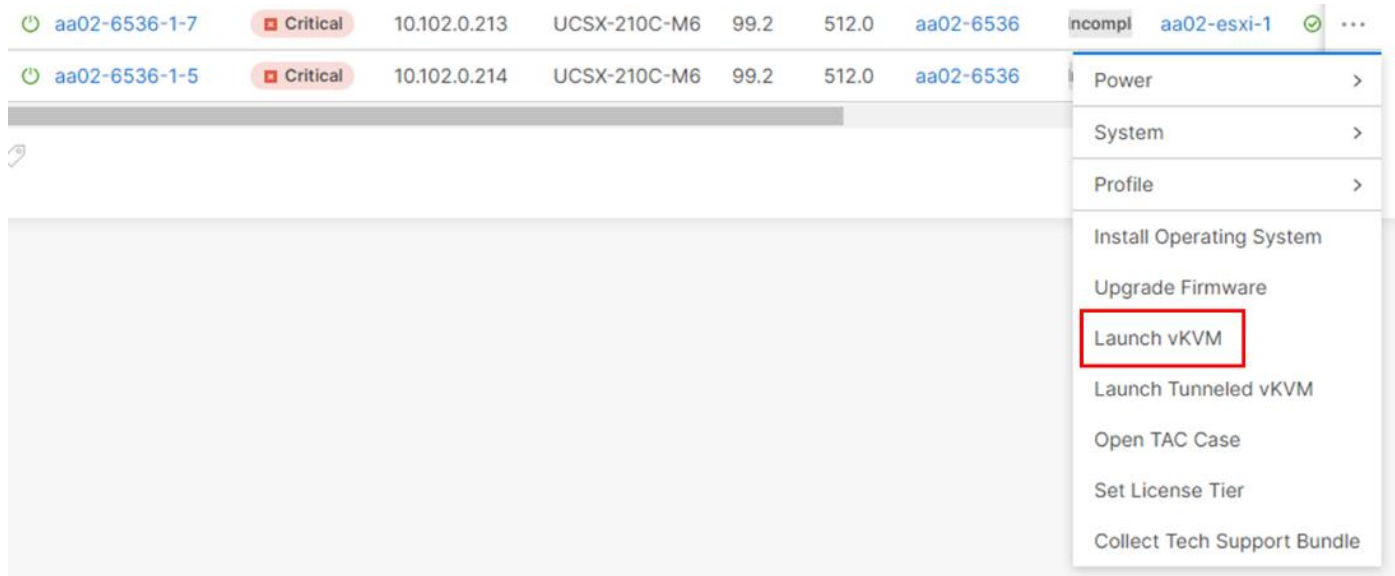 aa02-6536-1-7 Critical 10.102.0.213 UCSX-210C-M6 99.2 512.0 aa02-6536 Incompl aa02-esxi-1 ...
aa02-6536-1-5 Critical 10.102.0.214 UCSX-210C-M6 99.2 512.0 aa02-6536
Power
System
Profile
Install Operating System
Upgrade Firmware
Launch vKVM
Launch Tunneled vKVM
Open TAC Case
Set License Tier
Collect Tech Support Bundle